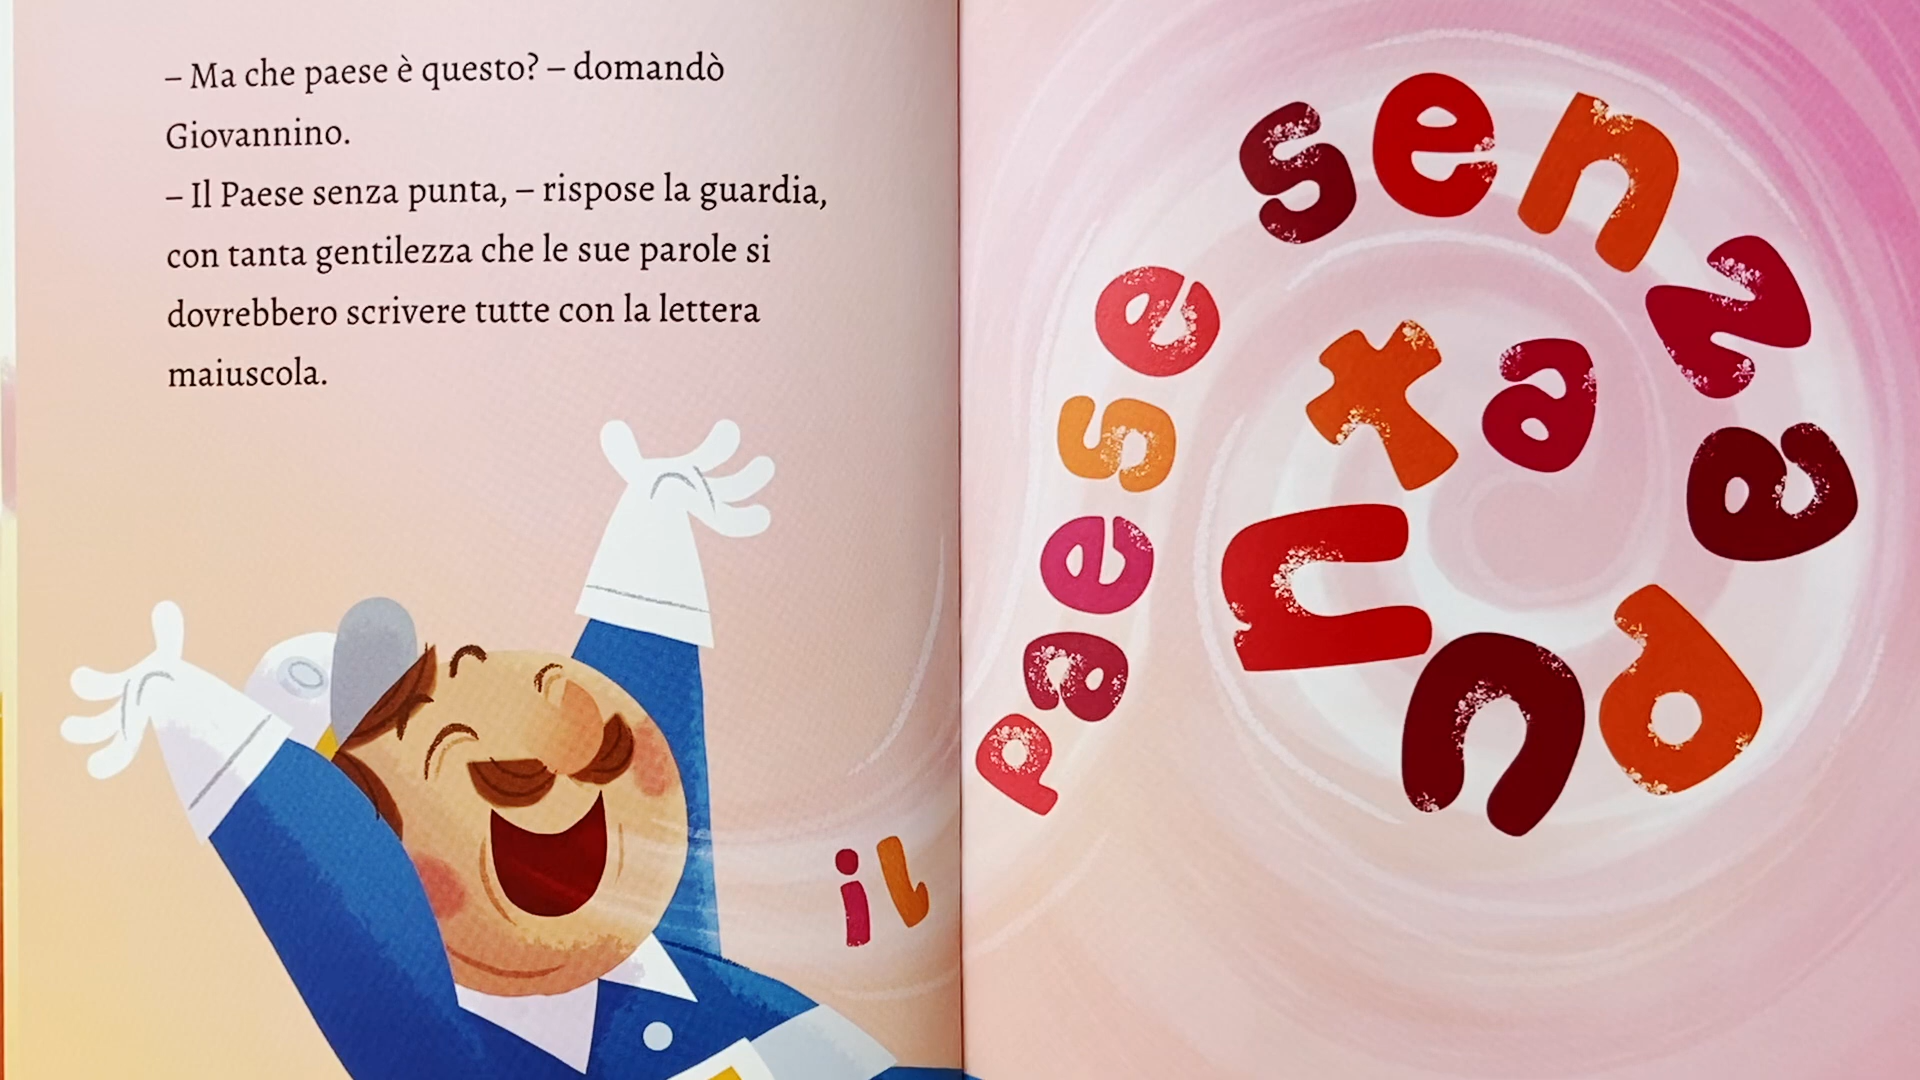 – Ma che paese è questo? – domandò
Giovannino.
– Il Paese senza punta, – rispose la guardia,
con tanta gentilezza che le sue parole si
dovrebbero scrivere tutte con la lettera
maiuscola.
il paese senza punta